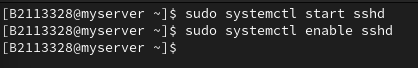 [B2113328@myserver ~]$ sudo systemctl start sshd
[B2113328@myserver ~]$ sudo systemctl enable sshd
[B2113328@myserver ~]$